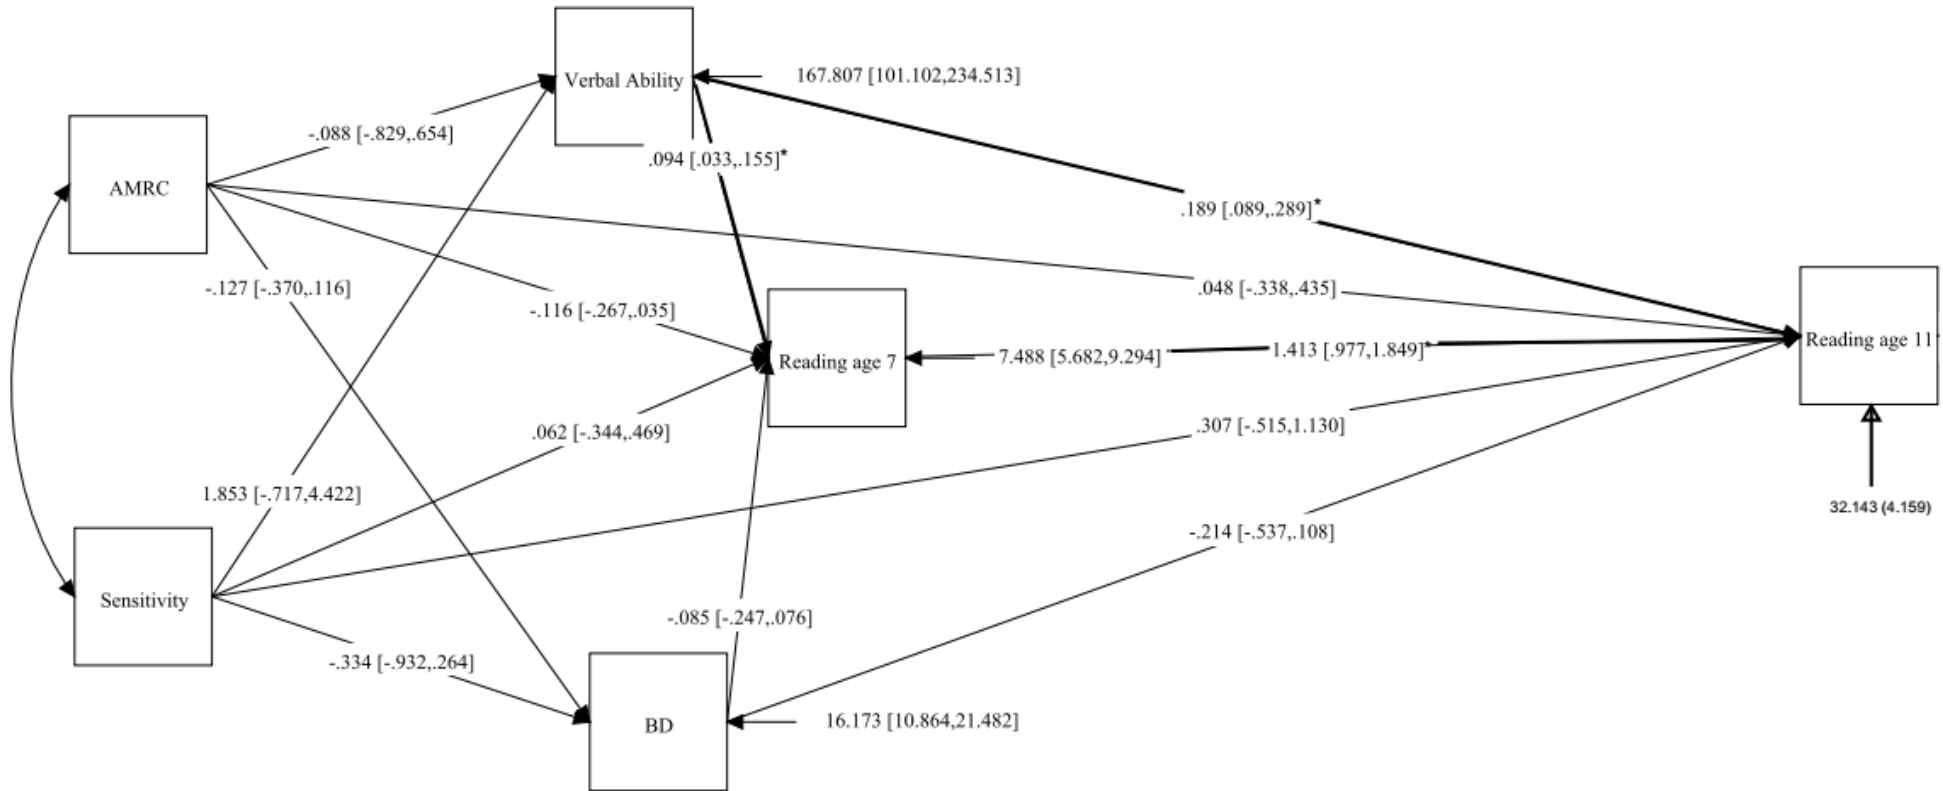 Verbal Ability
167.807 [101.102,234.513]
-.088 [-.829,.654]
.094 [.033,.155]*
AMRC
.189 [.089,.289]*
-.127 [-.370,.116]
.048 [-.338,.435]
-.116 [-.267,.035]
Reading age 7
7.488 [5.682,9.294]
1.413 [.977,1.849]*
Reading age 11
.062 [-.344,.469]
.307 [-.515,1.130]
1.853 [-.717,4.422]
32.143 (4.159)
-.214 [-.537,.108]
Sensitivity
-.085 [-.247,.076]
-.334 [-.932,.264]
BD
16.173 [10.864,21.482]